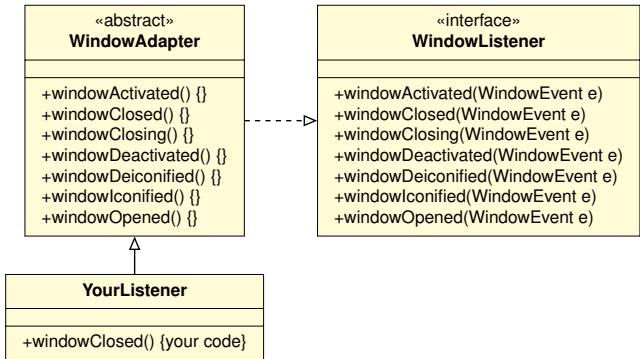 «abstract»
WindowAdapter
+windowActivated() {}
+windowClosed() {}
+windowClosing() {}
+windowDeactivated() {}
+windowDeiconified() {}
+windowIconified() {}
+windowOpened() {}
«interface»
WindowListener
+windowActivated(WindowEvent e)
+windowClosed(WindowEvent e)
+windowClosing(WindowEvent e)
+windowDeactivated(WindowEvent e)
+windowDeiconified(WindowEvent e)
+windowIconified(WindowEvent e)
+windowOpened(WindowEvent e)
YourListener
+windowClosed() {your code}